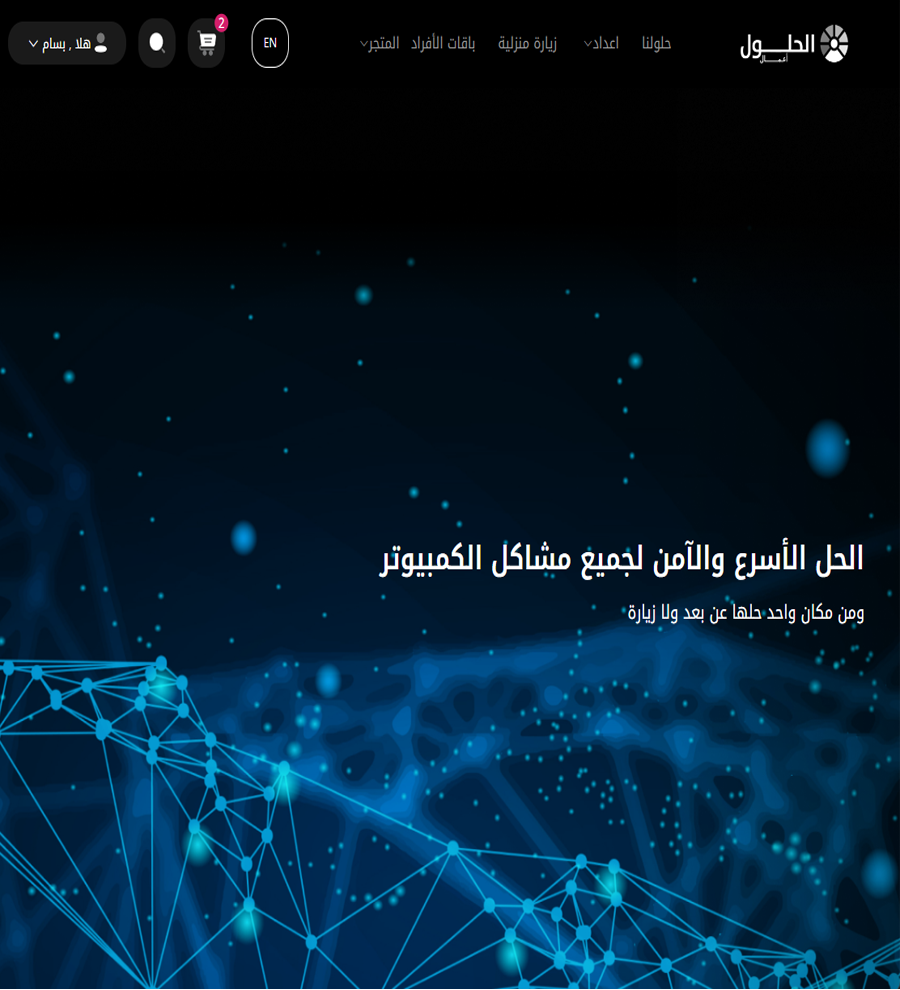 الحلـــول
أعمـــال
حلولنا
اعداد
زيارة منزلية
باقات الأفراد
المتجر
EN
2
هلا , بسام
الحل الأسرع والآمن لجميع مشاكل الكمبيوتر
ومن مكان واحد حلها عن بعد ولا زيارة